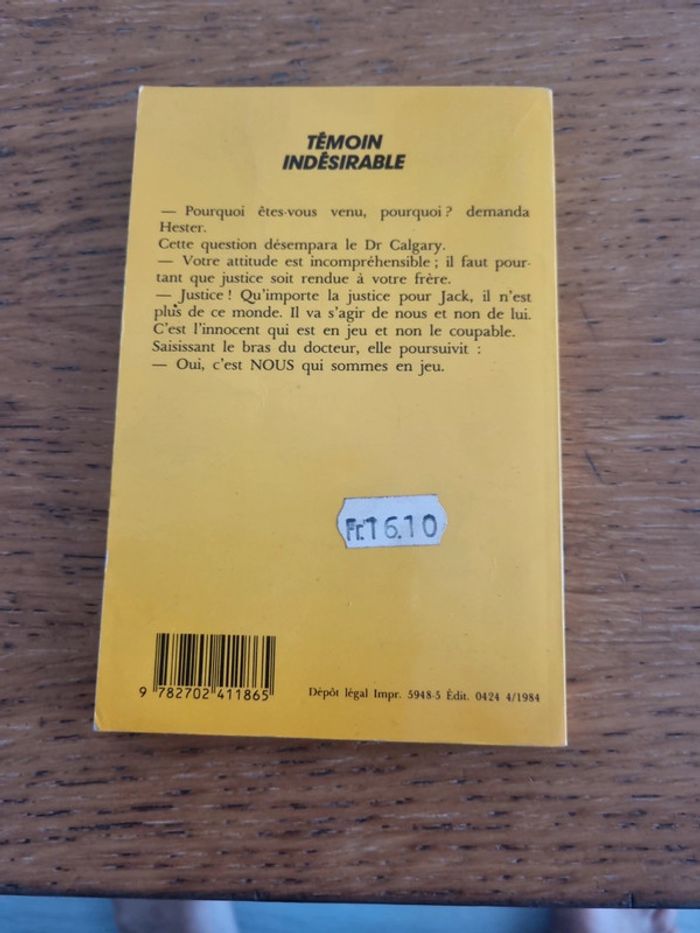 TÉMOIN
INDÉSIRABLE
— Pourquoi êtes-vous venu, pourquoi ? demanda
Hester.
Cette question désempara le Dr Calgary.
— Votre attitude est incompréhensible ; il faut pour-
tant que justice soit rendue à votre frère.
— Justice ! Qu'importe la justice pour Jack, il n'est
plus de ce monde. Il va s'agir de nous et non de lui.
C'est l'innocent qui est en jeu et non le coupable.
Saisissant le bras du docteur, elle poursuivit :
— Oui, c'est NOUS qui sommes en jeu.
Fr.16.10
9 782702 411865
Dépôt légal Impr. 5948-5 Édit. 0424 4/1984